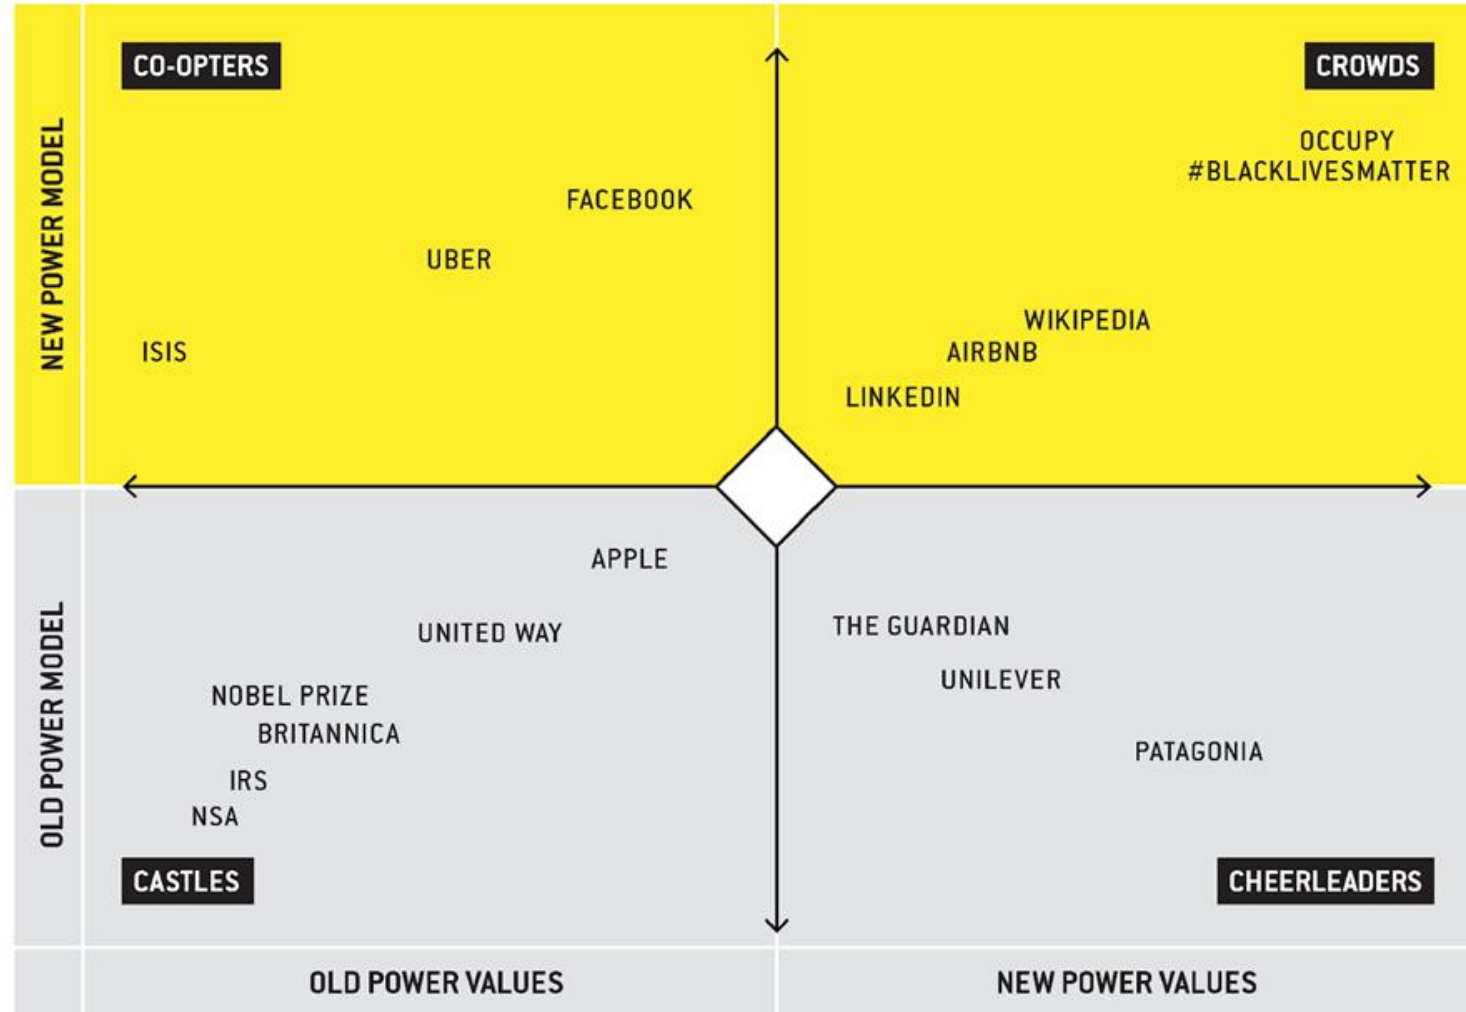 CO-OPTERS
CROWDS
NEW POWER MODEL
OCCUPY
#BLACKLIVESMATTER
FACEBOOK
UBER
WIKIPEDIA
ISIS
AIRBNB
LINKEDIN
OLD POWER MODEL
APPLE
THE GUARDIAN
UNITED WAY
UNILEVER
NOBEL PRIZE
BRITANNICA
PATAGONIA
IRS
NSA
CASTLES
CHEERLEADERS
OLD POWER VALUES
NEW POWER VALUES